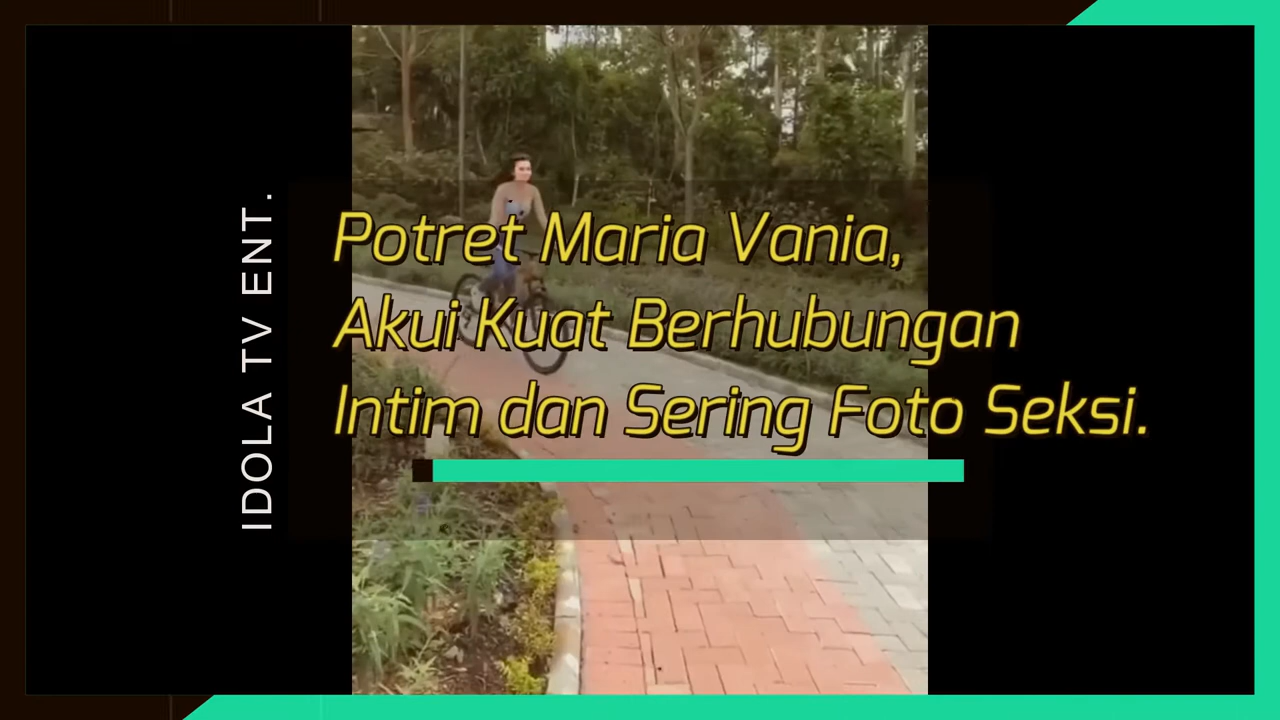 IDOLA TV ENT.
Potret Maria Vania,
Akui Kuat Berhubungan
Intim dan Sering Foto Seksi.